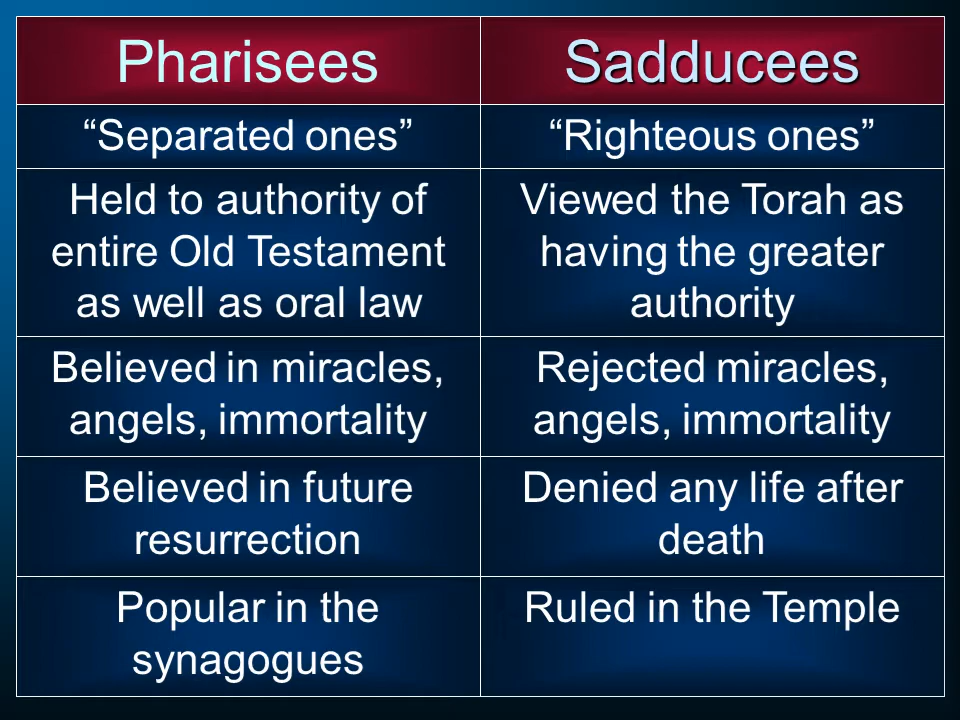 Pharisees
Sadducees
“Separated ones”
“Righteous ones”
Held to authority of
entire Old Testament
as well as oral law
Viewed the Torah as
having the greater
authority
Believed in miracles,
angels, immortality
Rejected miracles,
angels, immortality
Believed in future
resurrection
Denied any life after
death
Popular in the
synagogues
Ruled in the Temple